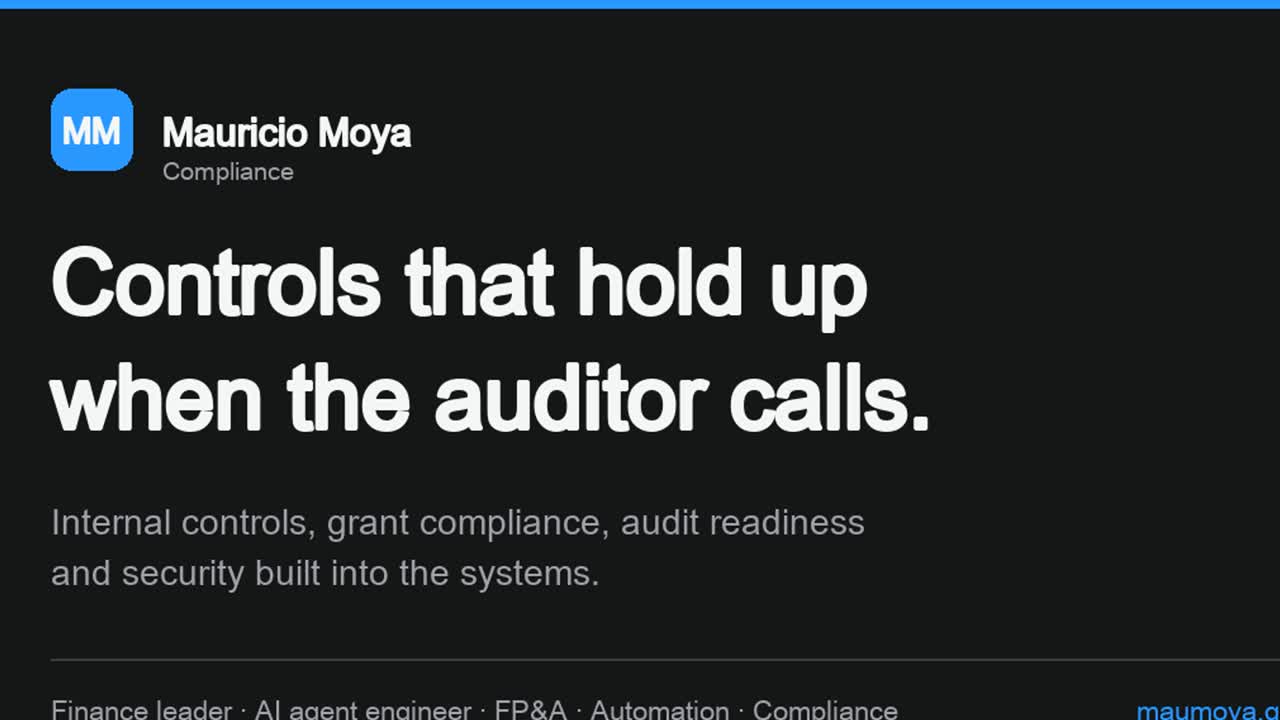 MM
Mauricio Moya
Compliance
Controls that hold up
when the auditor calls.
Internal controls, grant compliance, audit readiness
and security built into the systems.
Finance leader · AI agent engineer · FP&A · Automation · Compliance
maumoya.g